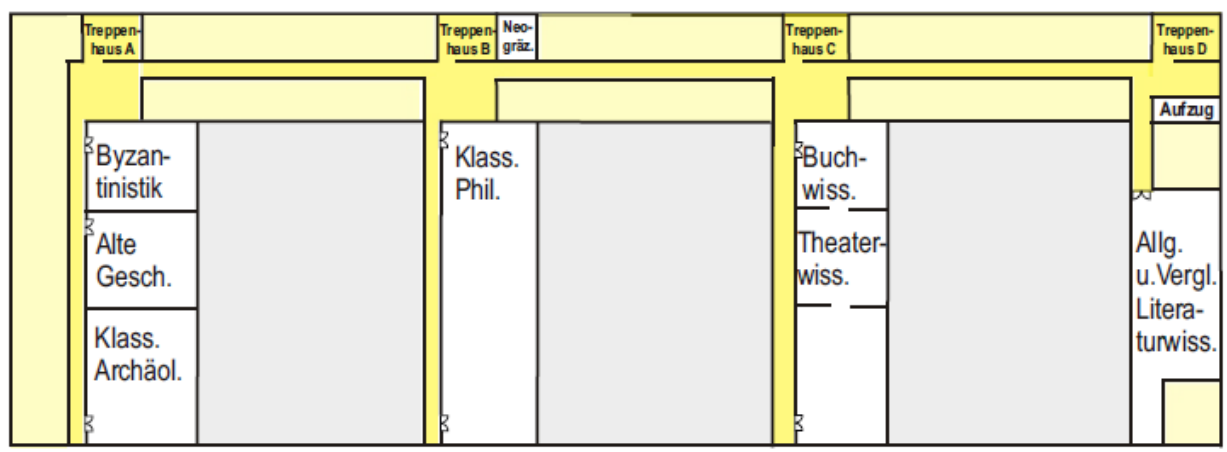 Treppen-
haus A
Treppen-
haus B
Neo-
gräz.
Treppen-
haus C
Treppen-
haus D
Aufzug
Byzan-
tinistik
Alte
Gesch.
Klass.
Archäol.
Klass.
Phil.
Buch-
wiss.
Theater-
wiss.
Allg.
u.Vergl.
Litera-
turwiss.